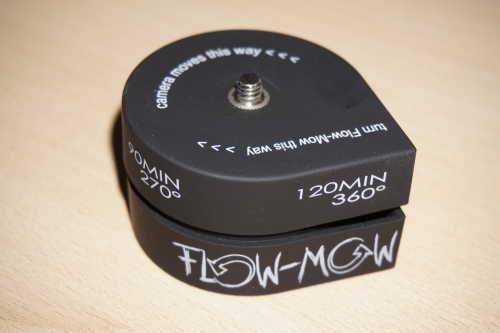 camera moves this way < < <
turn Flow-Mow this way > > >
90MIN
270°
120MIN
360°
FLOW-MOW